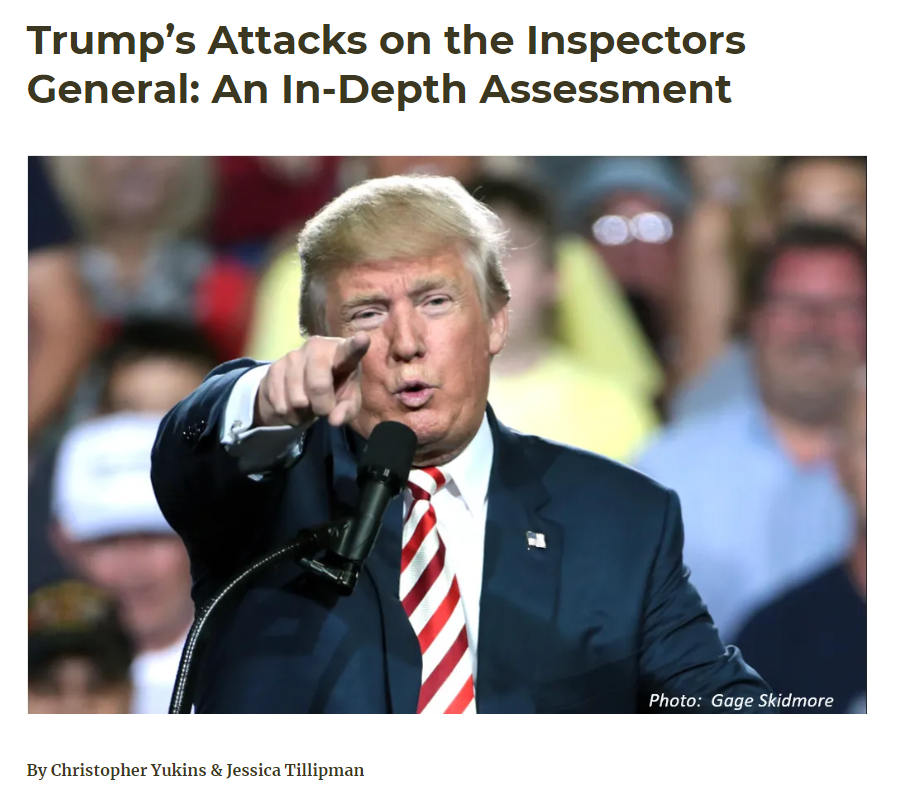 Trump’s Attacks on the Inspectors
General: An In-Depth Assessment
Photo: Gage Skidmore
By Christopher Yukins & Jessica Tillipman